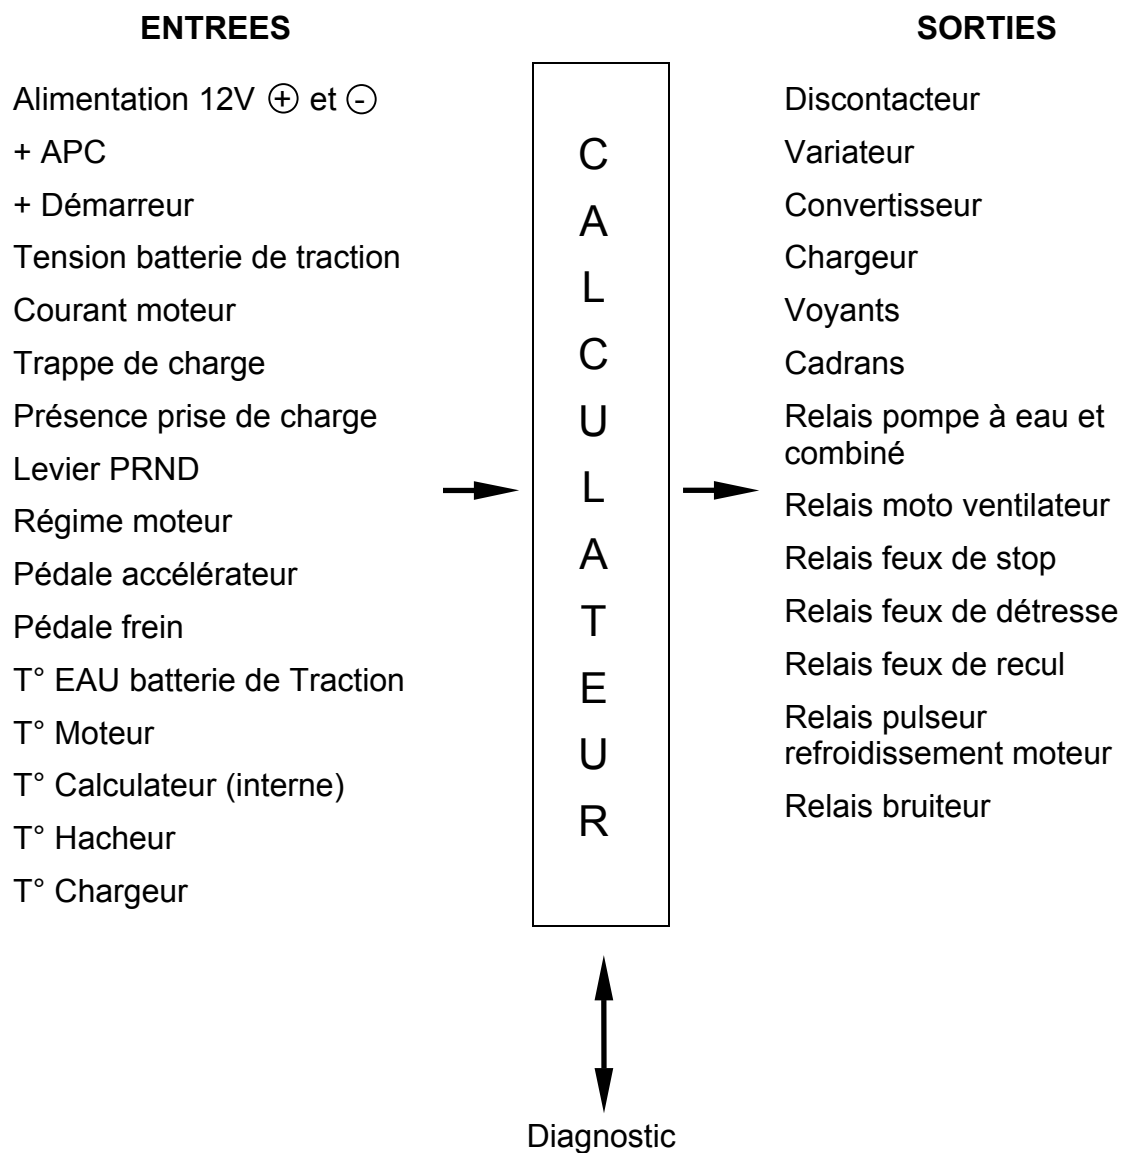 ENTREES
Alimentation 12V ⊕ et ⊖
+ APC
+ Démarreur
Tension batterie de traction
Courant moteur
Trappe de charge
Présence prise de charge
Levier PRND
Régime moteur
Pédale accélérateur
Pédale frein
T° EAU batterie de Traction
T° Moteur
T° Calculateur (interne)
T° Hacheur
T° Chargeur
C
A
L
C
U
L
A
T
E
U
R
SORTIES
Discontacteur
Variateur
Convertisseur
Chargeur
Voyants
Cadrans
Relais pompe à eau et
combiné
Relais moto ventilateur
Relais feux de stop
Relais feux de détresse
Relais feux de recul
Relais pulseur
refroidissement moteur
Relais bruiteur
Diagnostic